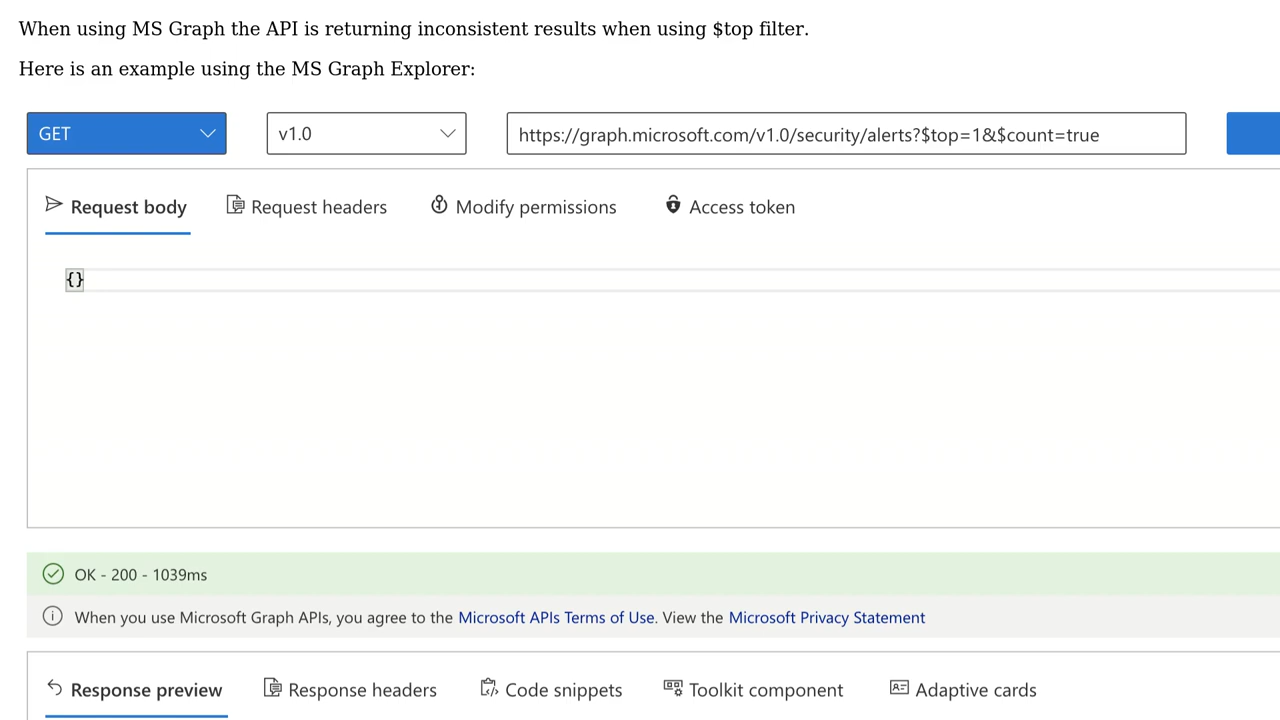 When using MS Graph the API is returning inconsistent results when using $top filter.
Here is an example using the MS Graph Explorer:
GET v1.0 https://graph.microsoft.com/v1.0/security/alerts?$top=1&$count=true
Request body Request headers Modify permissions Access token
{}
OK - 200 - 1039ms
When you use Microsoft Graph APIs, you agree to the Microsoft APIs Terms of Use. View the Microsoft Privacy Statement
Response preview Response headers Code snippets Toolkit component Adaptive cards